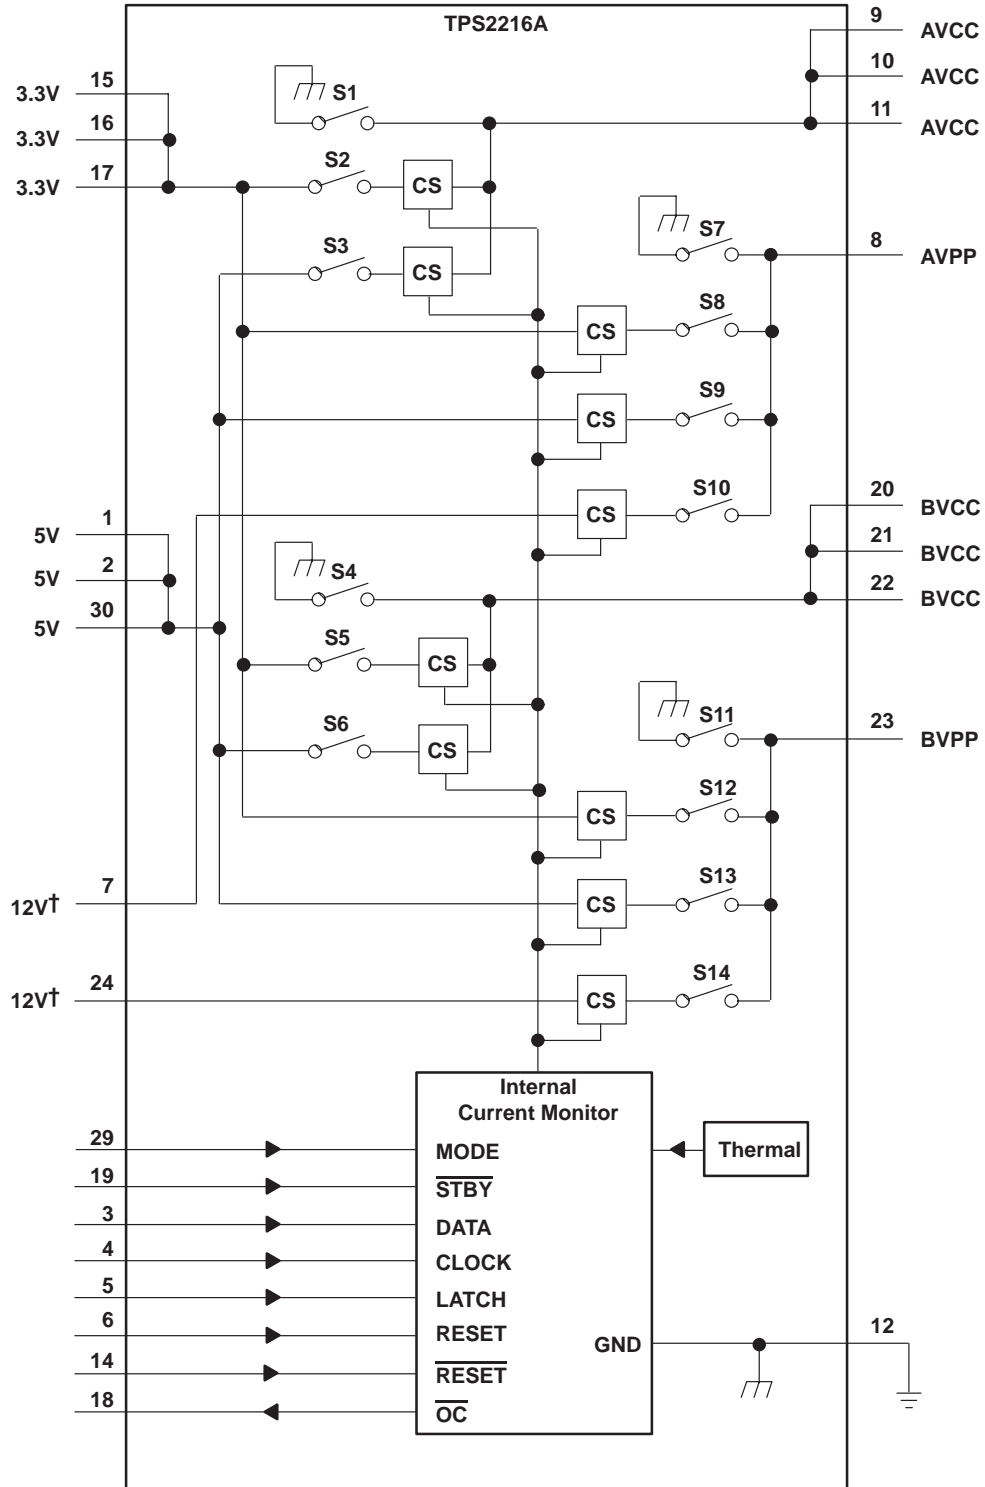 TPS2216A
9
AVCC
10
AVCC
11
AVCC
15
3.3V
16
3.3V
17
3.3V
S1
S2
CS
S3
CS
S7
8
AVPP
S8
CS
S9
CS
S10
CS
1
5V
2
5V
30
5V
S4
S5
CS
S6
CS
20
BVCC
21
BVCC
22
BVCC
S11
23
BVPP
S12
CS
S13
CS
S14
CS
7
12V†
24
12V†
Internal
Current Monitor
29
MODE
Thermal
19
STBY
3
DATA
4
CLOCK
5
LATCH
6
RESET
GND
12
14
RESET
18
OC